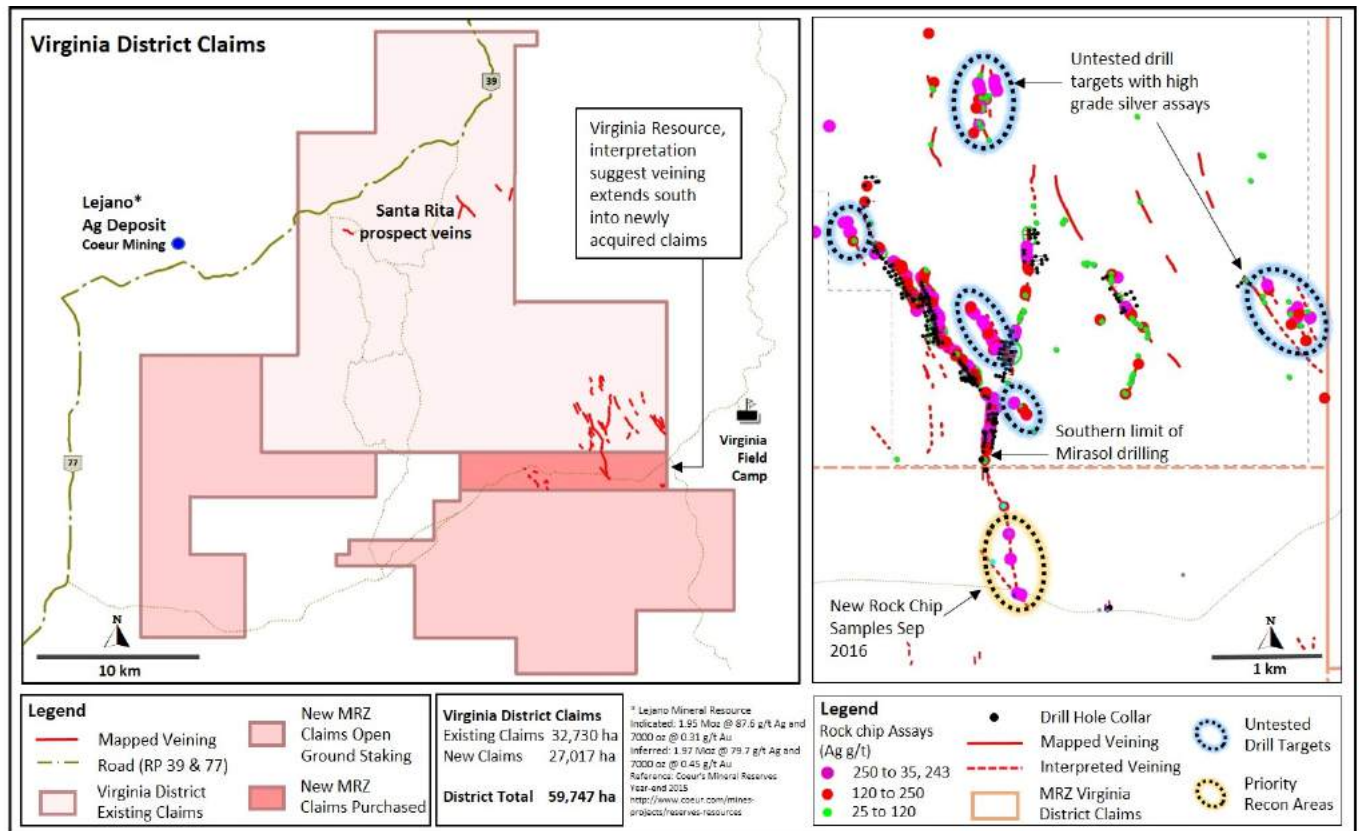 Virginia District Claims
39
Virginia Resource,
interpretation
suggest veining
extends south
into newly
acquired claims
Lejano*
Ag Deposit
Coeur Mining
Santa Rita
prospect veins
Virginia
Field
Camp
77
N
10 km
Untested drill
targets with high
grade silver assays
Southern limit of
Mirasol drilling
New Rock Chip
Samples Sep
2016
N
1 km
Legend
Mapped Veining
Road (RP 39 & 77)
Virginia District
Existing Claims
New MRZ
Claims Open
Ground Staking
New MRZ
Claims Purchased
Virginia District Claims
Existing Claims 32,730 ha
New Claims 27,017 ha
District Total 59,747 ha
* Lejano Mineral Resource
Indicated: 1.95 Moz @ 87.6 g/t Ag and
7000 oz @ 0.31 g/t Au
Inferred: 1.97 Moz @ 79.7 g/t Ag and
7000 oz @ 0.45 g/t Au
Reference: Coeur's Mineral Reserves
Year-end 2015
http://www.coeur.com/mines-
projects/reserves-resources
Legend
Rock chip Assays
(Ag g/t)
250 to 35, 243
120 to 250
25 to 120
Drill Hole Collar
Mapped Veining
Interpreted Veining
MRZ Virginia
District Claims
Untested
Drill Targets
Priority
Recon Areas